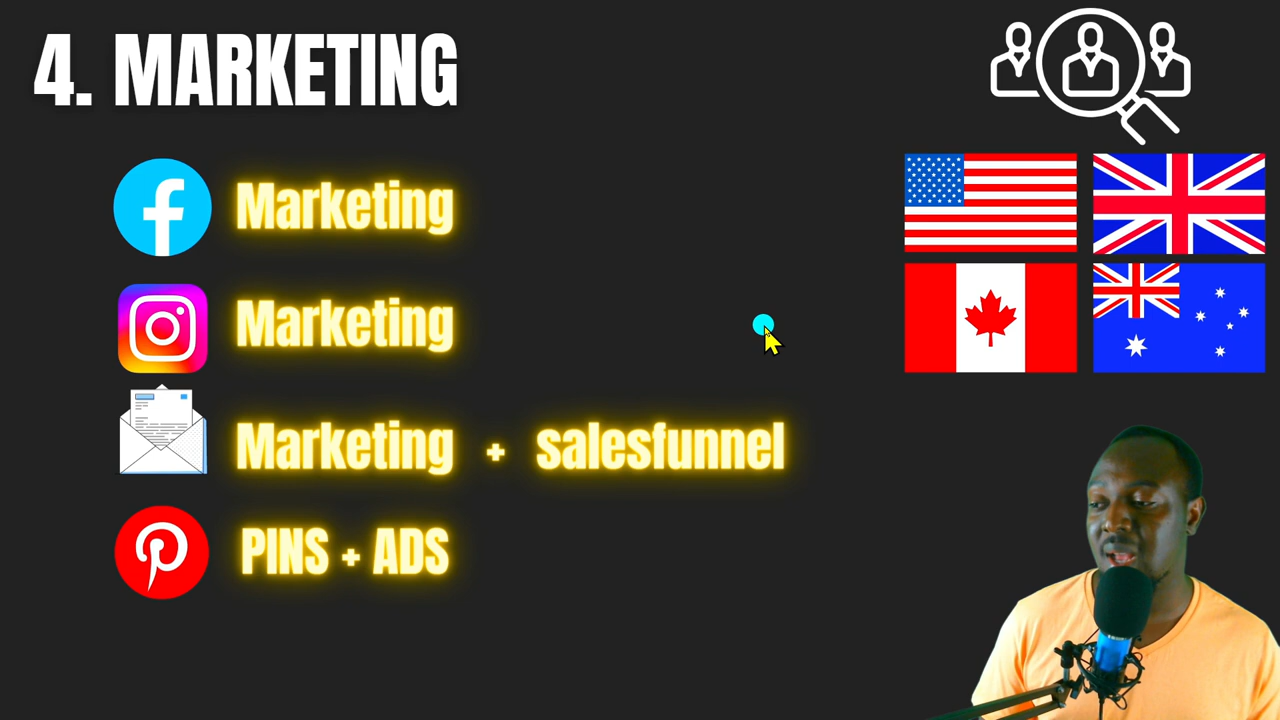 4. MARKETING
Marketing
Marketing
Marketing + salesfunnel
PINS + ADS